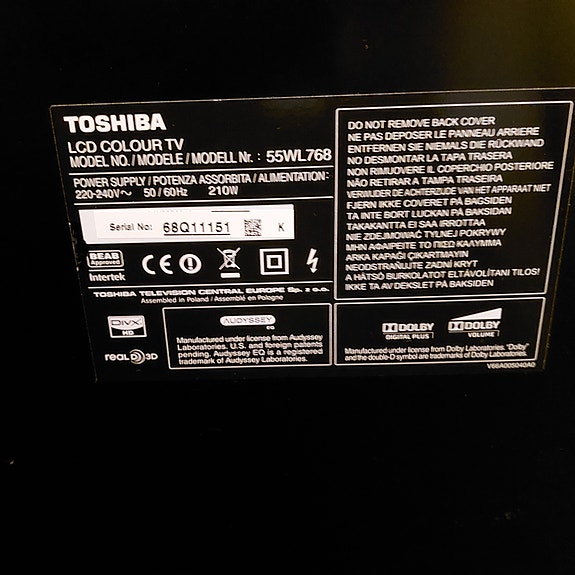 TOSHIBA
LCD COLOUR TV
MODEL NO. / MODELE / MODELL Nr. : 55WL768
POWER SUPPLY / POTENZA ASSORBITA / ALIMENTATION:
220-240V~ 50 / 60Hz 210W
Serial No: 68Q11151 K
BEAB
Approved
Intertek
CE
TOSHIBA TELEVISION CENTRAL EUROPE Sp. z o.o.
Assembled in Poland / Assemblé en Pologne
DIVX
HD
real D 3D
AUDYSSEY
EQ
Manufactured under license from Audyssey
Laboratories. U.S. and foreign patents
pending. Audyssey EQ is a registered
trademark of Audyssey Laboratories.
DO NOT REMOVE BACK COVER
NE PAS DEPOSER LE PANNEAU ARRIERE
ENTFERNEN SIE NIEMALS DIE RÜCKWAND
NO DESMONTAR LA TAPA TRASERA
NON RIMUOVERE IL COPERCHIO POSTERIORE
NÃO RETIRAR A TAMPA TRASEIRA
VERWIJDER DE ACHTERZIJDE VAN HET APPARAAT NIET
FJERN IKKE COVERET PÅ BAGSIDEN
TA INTE BORT LUCKAN PÅ BAKSIDAN
TAKAKANTTA EI SAA IRROTTAA
NIE ZDEJMOWAĆ TYLNEJ POKRYWY
ΜΗΝ ΑΦΑΙΡΕΙΤΕ ΤΟ ΠΙΣΩ ΚΑΛΥΜΜΑ
ARKA KAPAĞI ÇIKARTMAYIN
NEODSTRAŇUJTE ZADNÍ KRYT
A HÁTSÓ BURKOLATOT ELTÁVOLÍTANI TILOS!
IKKE TA AV DEKSLET PÅ BAKSIDEN
DOLBY
DIGITAL PLUS
DOLBY
VOLUME
Manufactured under license from Dolby Laboratories. "Dolby"
and the double-D symbol are trademarks of Dolby Laboratories.
V66A005040A0